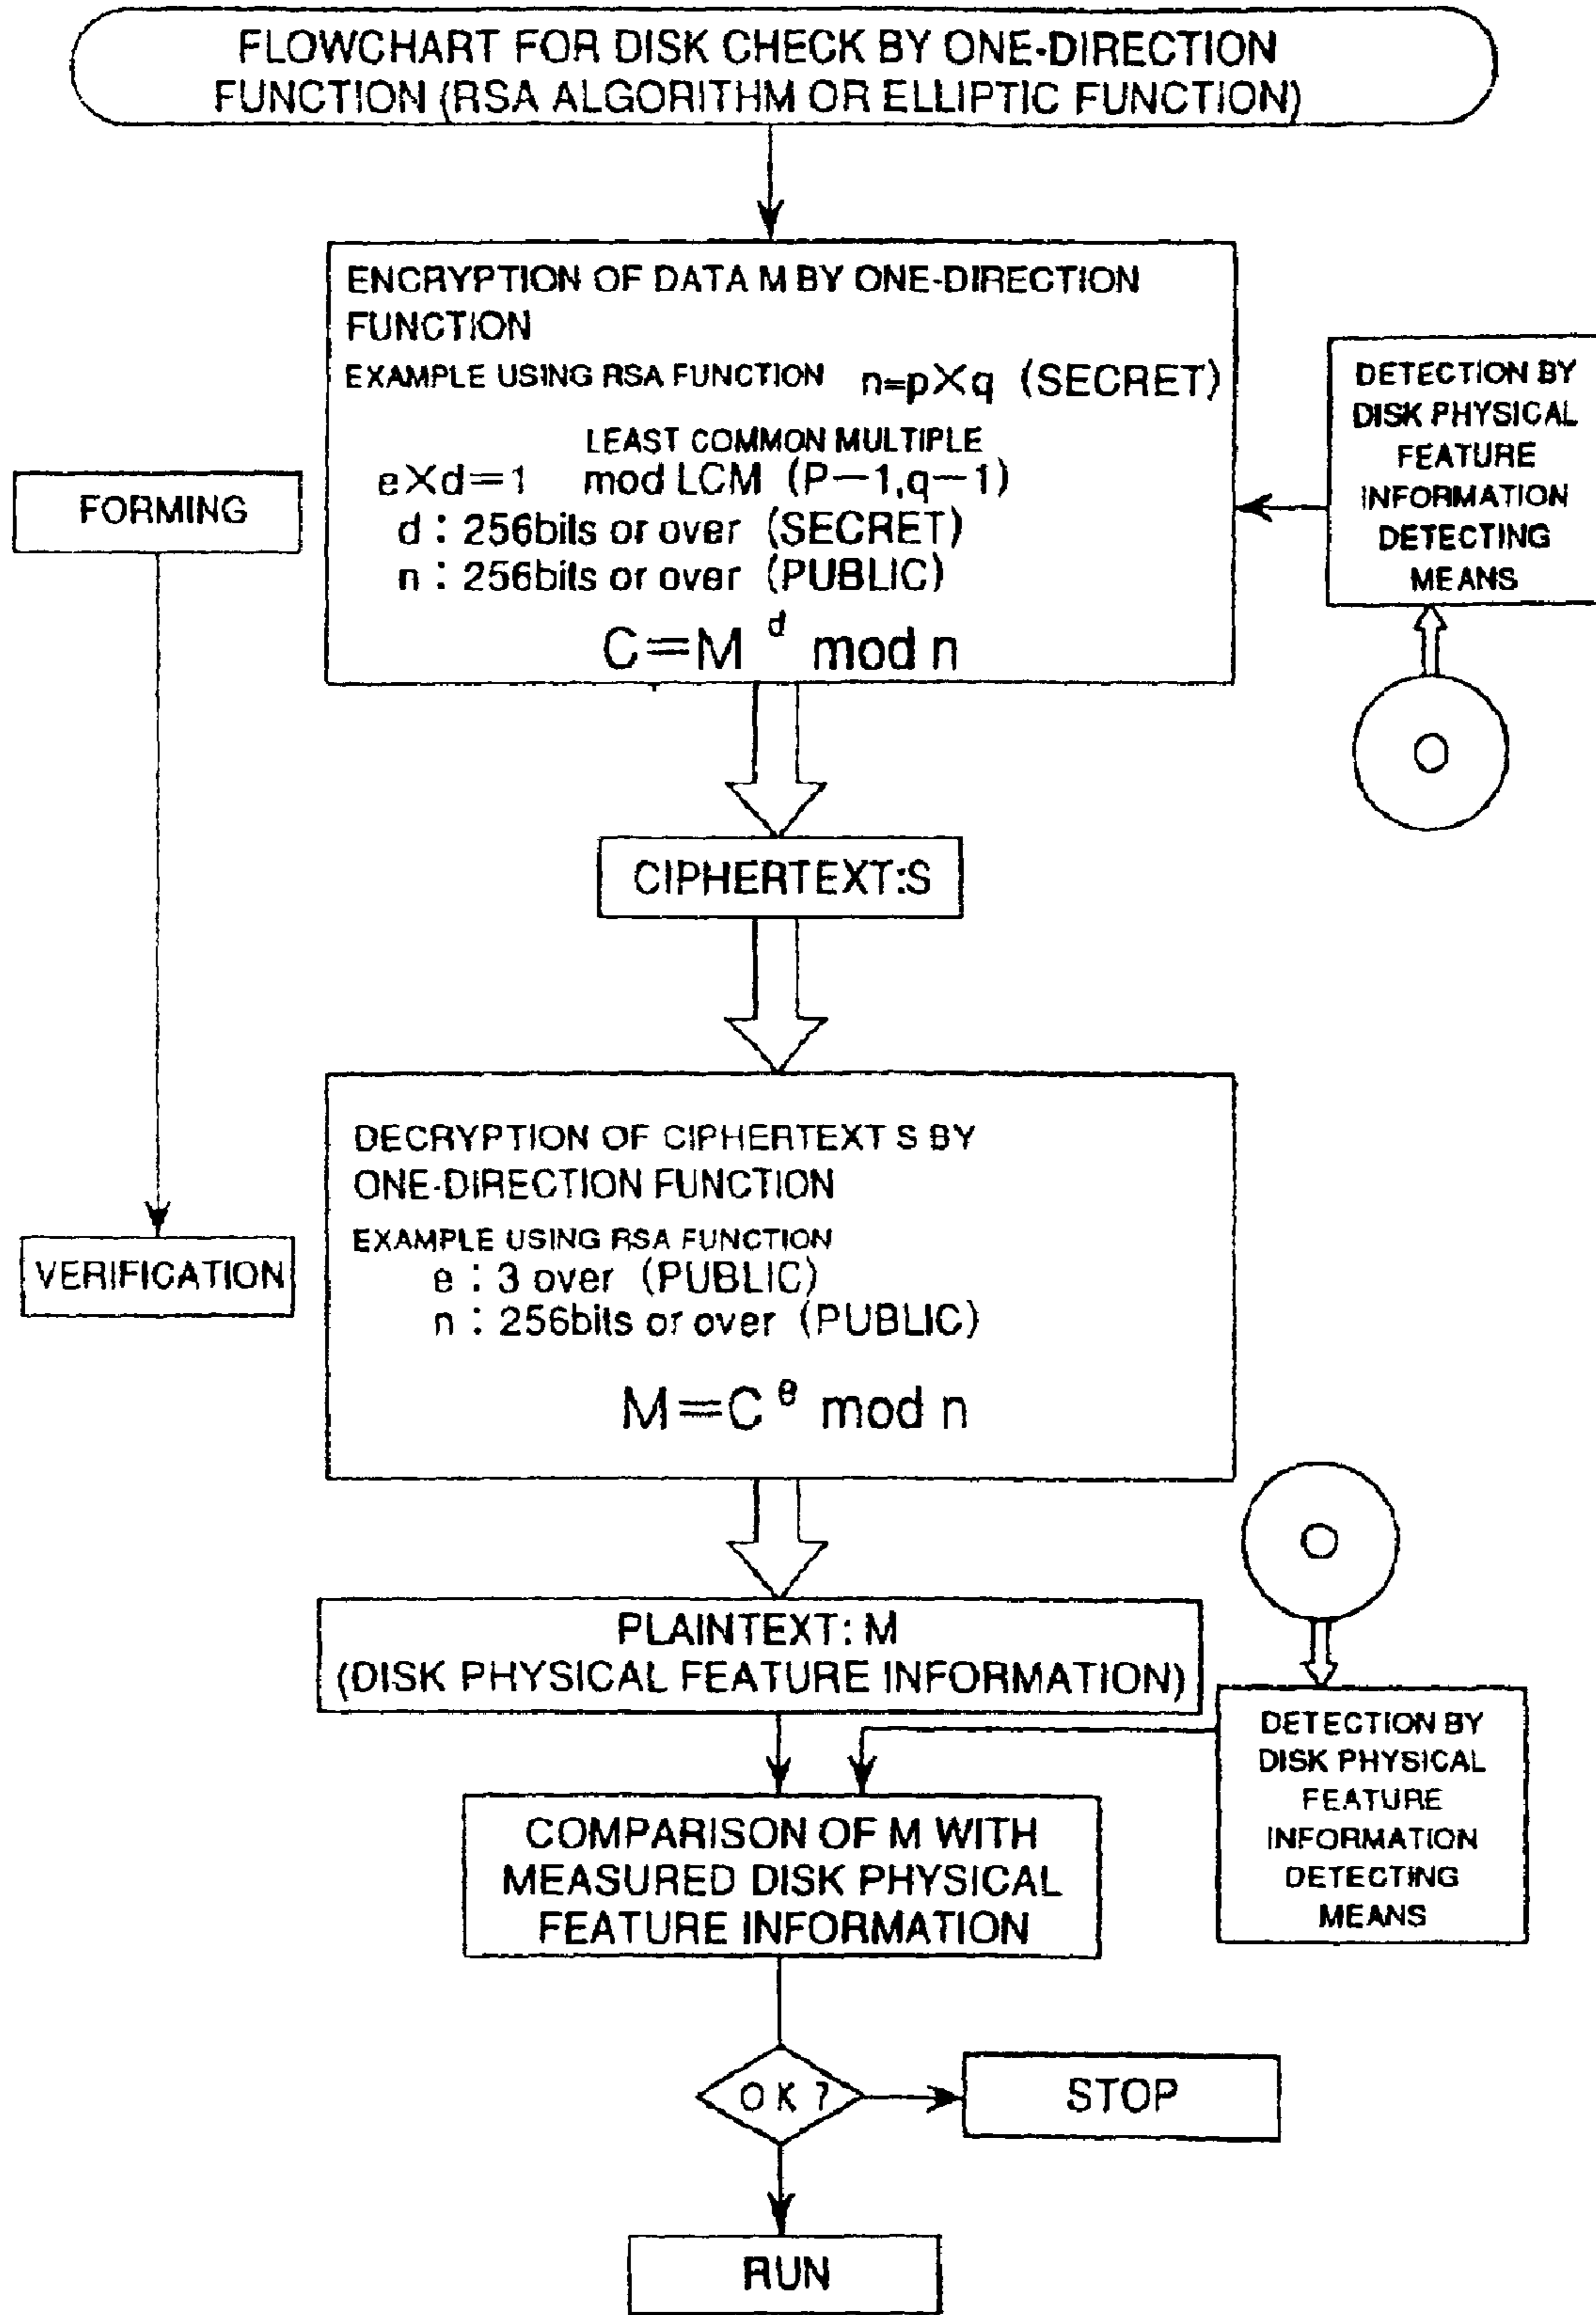 FLOWCHART FOR DISK CHECK BY ONE-DIRECTION
FUNCTION (RSA ALGORITHM OR ELLIPTIC FUNCTION)
ENCRYPTION OF DATA M BY ONE-DIRECTION
FUNCTION
EXAMPLE USING RSA FUNCTION n=p×q (SECRET)
LEAST COMMON MULTIPLE
e×d=1 mod LCM (P−1,q−1)
d : 256bits or over (SECRET)
n : 256bits or over (PUBLIC)
C=M^d mod n
DETECTION BY
DISK PHYSICAL
FEATURE
INFORMATION
DETECTING
MEANS
FORMING
CIPHERTEXT:S
DECRYPTION OF CIPHERTEXT S BY
ONE-DIRECTION FUNCTION
EXAMPLE USING RSA FUNCTION
e : 3 over (PUBLIC)
n : 256bits or over (PUBLIC)
M=C^e mod n
VERIFICATION
PLAINTEXT: M
(DISK PHYSICAL FEATURE INFORMATION)
DETECTION BY
DISK PHYSICAL
FEATURE
INFORMATION
DETECTING
MEANS
COMPARISON OF M WITH
MEASURED DISK PHYSICAL
FEATURE INFORMATION
OK?
STOP
RUN